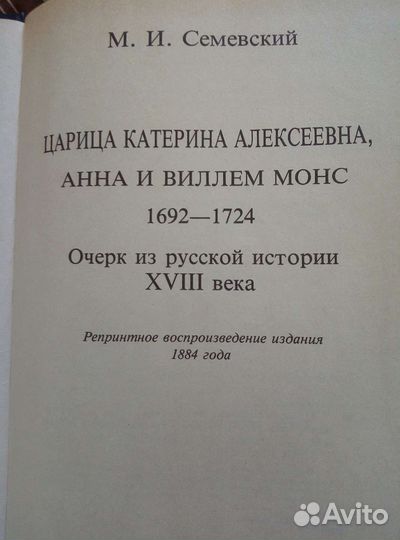 М. И. Семевский
ЦАРИЦА КАТЕРИНА АЛЕКСЕЕВНА,
АННА И ВИЛЛЕМ МОНС
1692—1724
Очерк из русской истории
XVIII века
Репринтное воспроизведение издания
1884 года
Avito